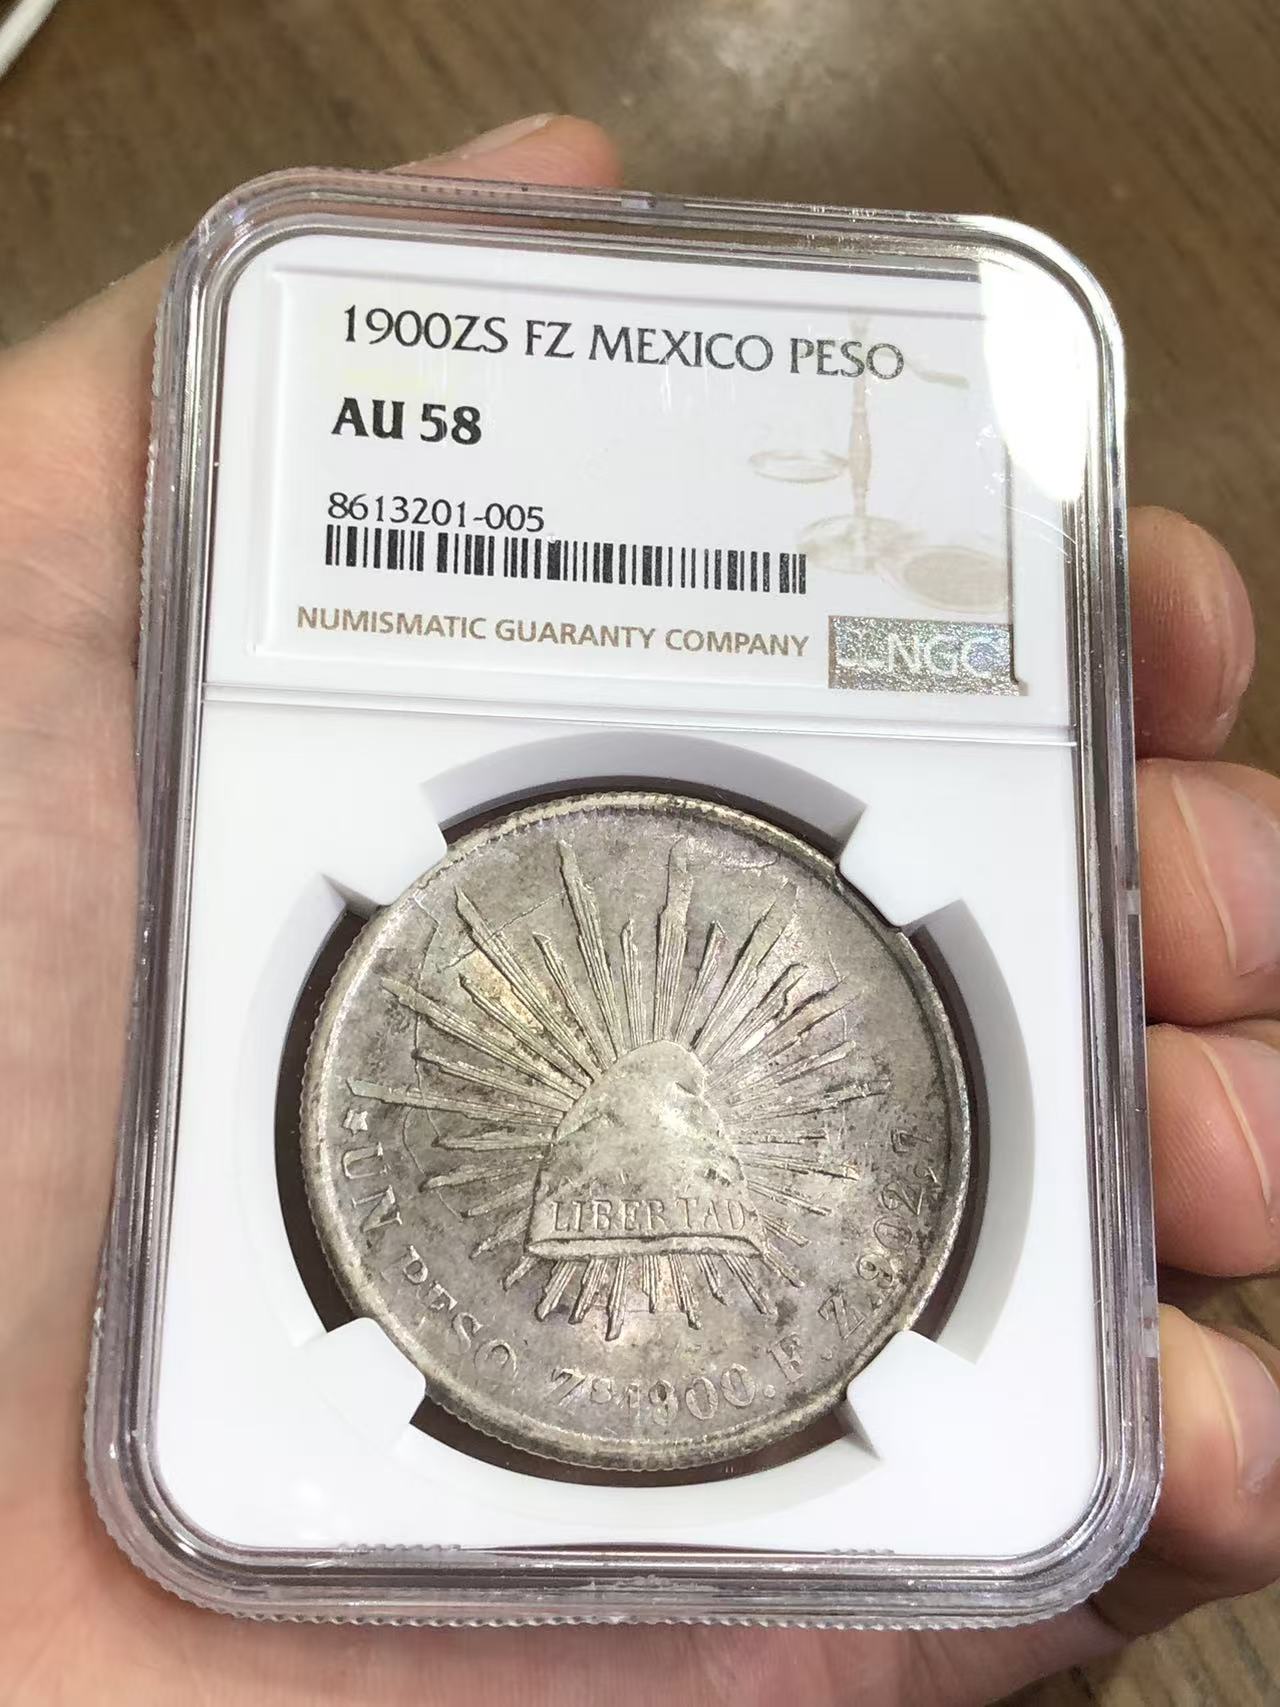 1900ZS FZ MEXICO PESO
AU 58
8613201-005
NUMISMATIC GUARANTY COMPANY
NGC
LIBERTAD
UN PESO. Zs 1900. F. Z. 902,7